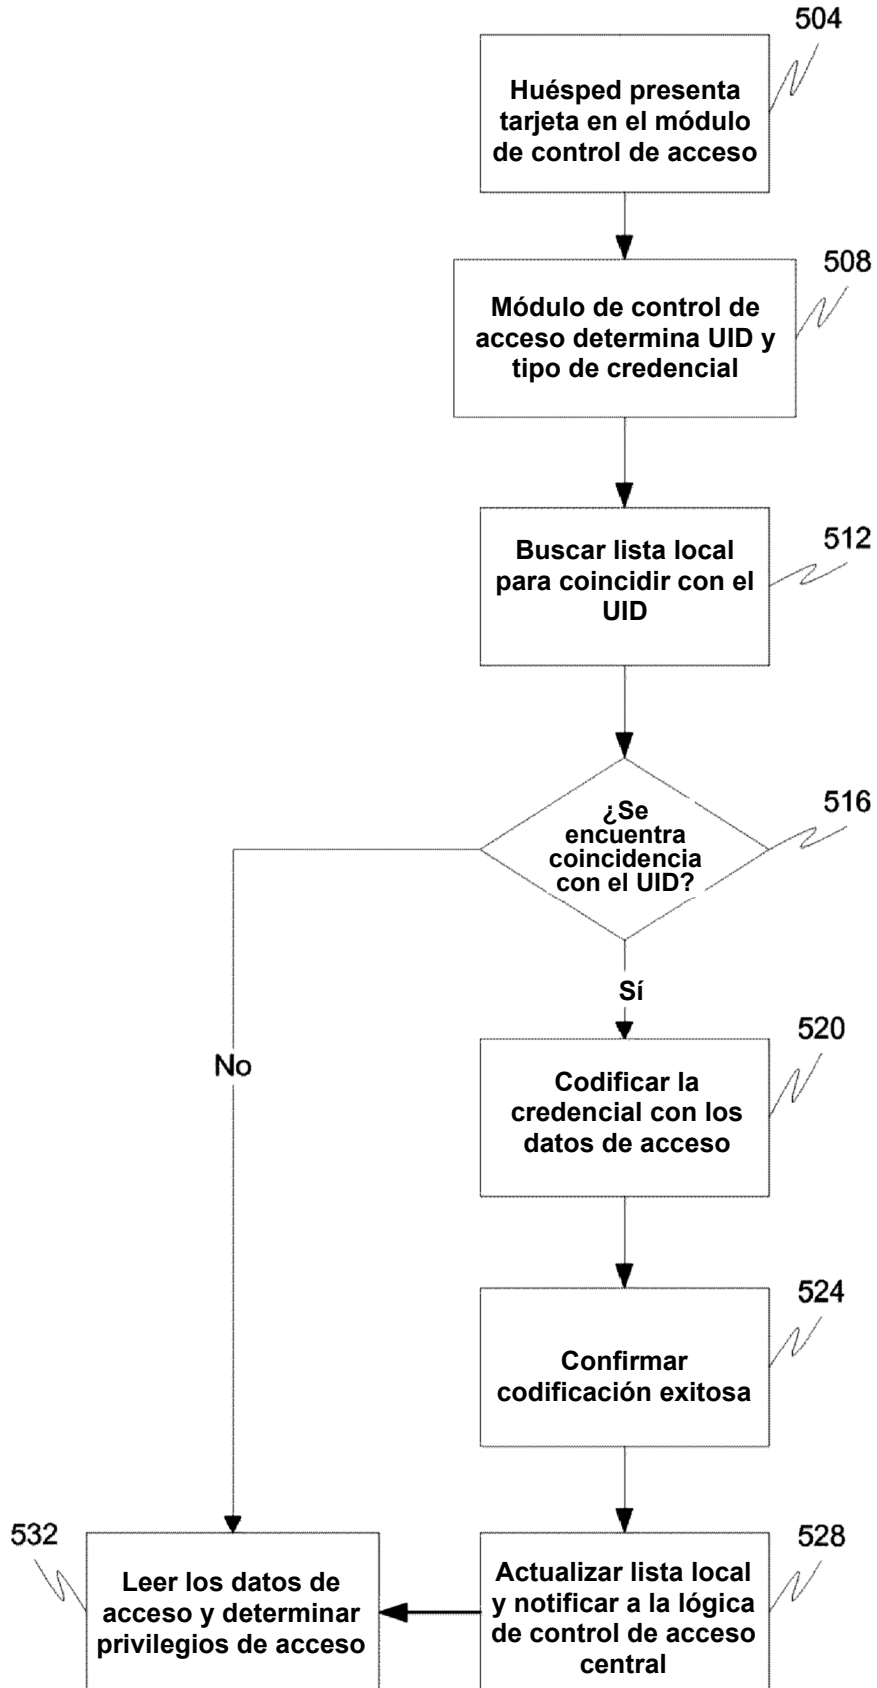 504
Huésped presenta
tarjeta en el módulo
de control de acceso
508
Módulo de control de
acceso determina UID y
tipo de credencial
512
Buscar lista local
para coincidir con el
UID
516
¿Se
encuentra
coincidencia
con el UID?
Sí
No
520
Codificar la
credencial con los
datos de acceso
524
Confirmar
codificación exitosa
528
Actualizar lista local
y notificar a la lógica
de control de acceso
central
532
Leer los datos de
acceso y determinar
privilegios de acceso